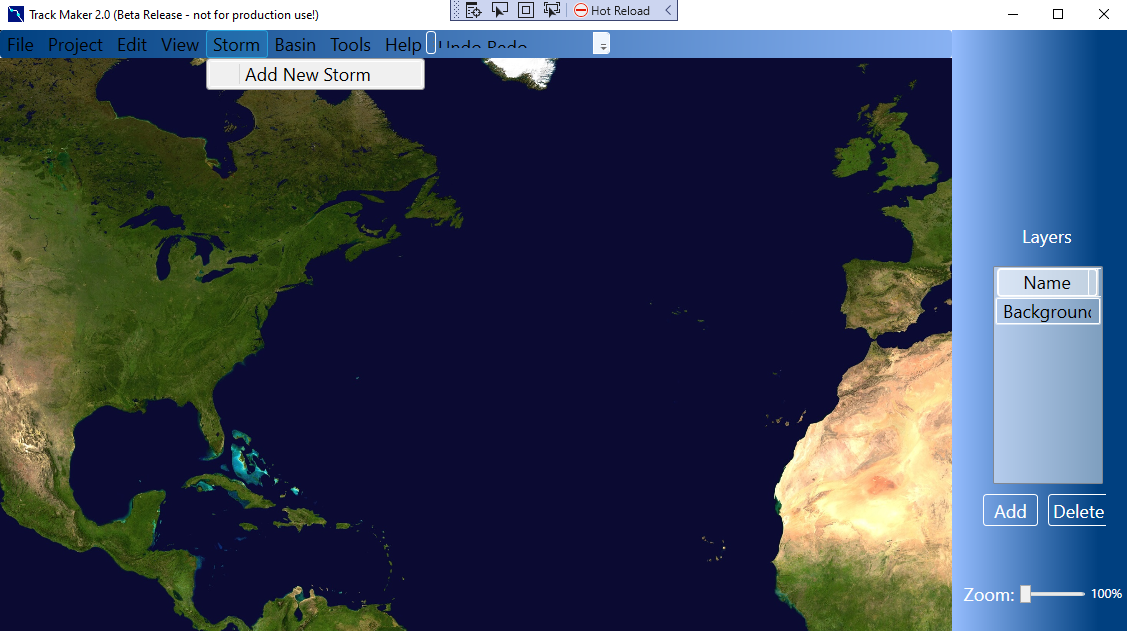 Track Maker 2.0 (Beta Release - not for production use!)
Hot Reload
File Project Edit View Storm Basin Tools Help Undo Redo
Add New Storm
Layers
Name
Background
Add Delete
Zoom: 100%